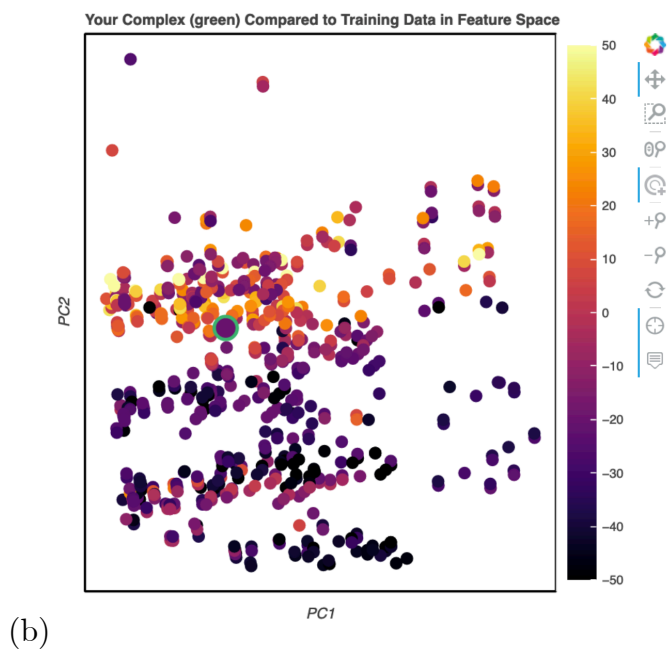 Your Complex (green) Compared to Training Data in Feature Space
50
40
30
20
10
0
−10
−20
−30
−40
−50
PC2
PC1
(b)